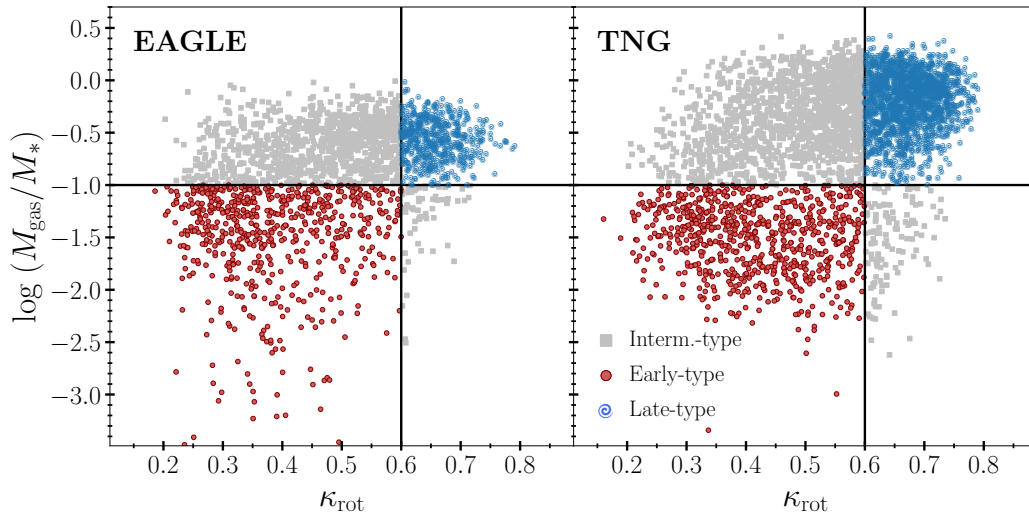 EAGLE
TNG
log (M_gas/M_*)
0.5
0.0
−0.5
−1.0
−1.5
−2.0
−2.5
−3.0
Interm.-type
Early-type
Late-type
0.2 0.3 0.4 0.5 0.6 0.7 0.8
0.2 0.3 0.4 0.5 0.6 0.7 0.8
κ_rot
κ_rot